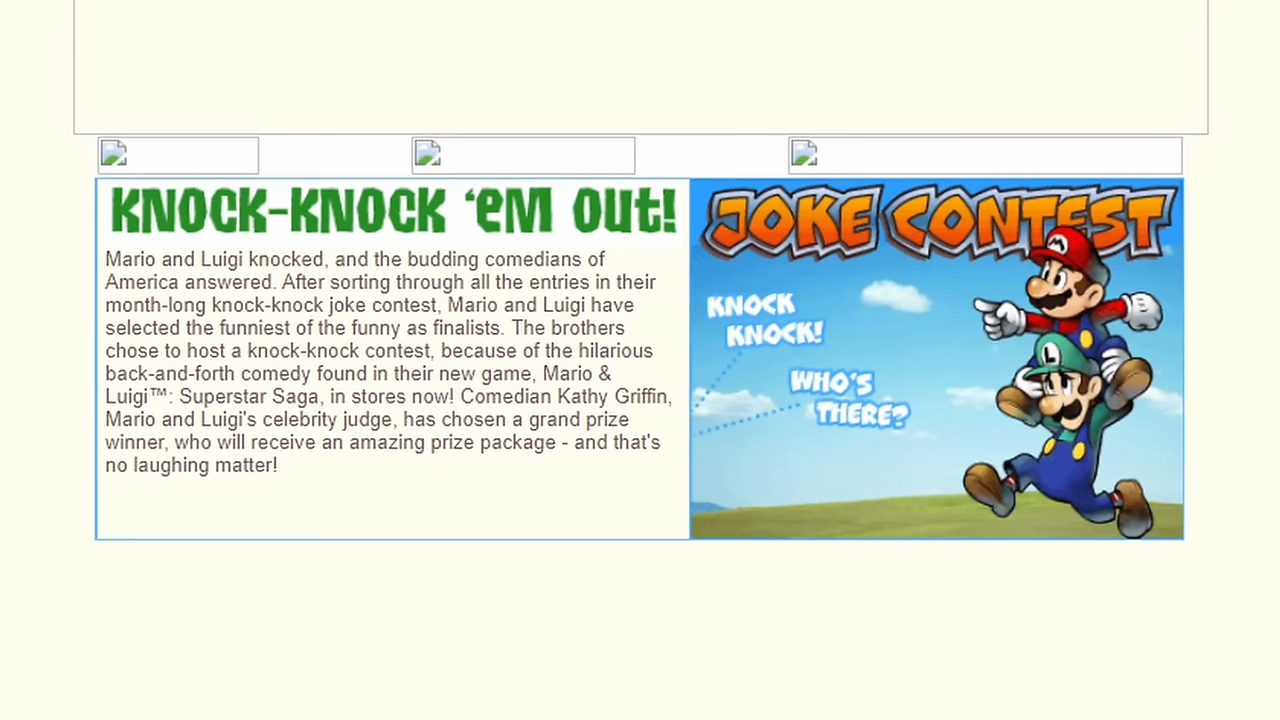 KNOCK-KNOCK ‘EM OUt!
Mario and Luigi knocked, and the budding comedians of
America answered. After sorting through all the entries in their
month-long knock-knock joke contest, Mario and Luigi have
selected the funniest of the funny as finalists. The brothers
chose to host a knock-knock contest, because of the hilarious
back-and-forth comedy found in their new game, Mario &
Luigi™: Superstar Saga, in stores now! Comedian Kathy Griffin,
Mario and Luigi's celebrity judge, has chosen a grand prize
winner, who will receive an amazing prize package - and that's
no laughing matter!
JOKE CONTEST
KNOCK
KNOCK!
WHO'S
THERE?
M
L